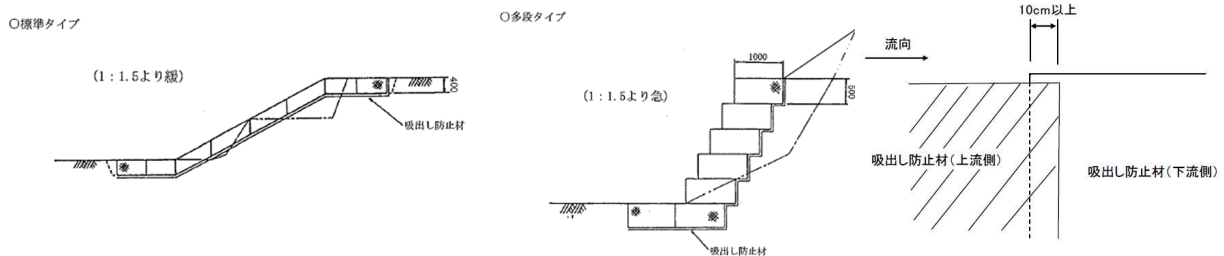 ○標準タイプ
(1：1.5より緩)
400
吸出し防止材
○多段タイプ
(1：1.5より急)
1000
500
吸出し防止材
10cm以上
流向
吸出し防止材(上流側)
吸出し防止材(下流側)